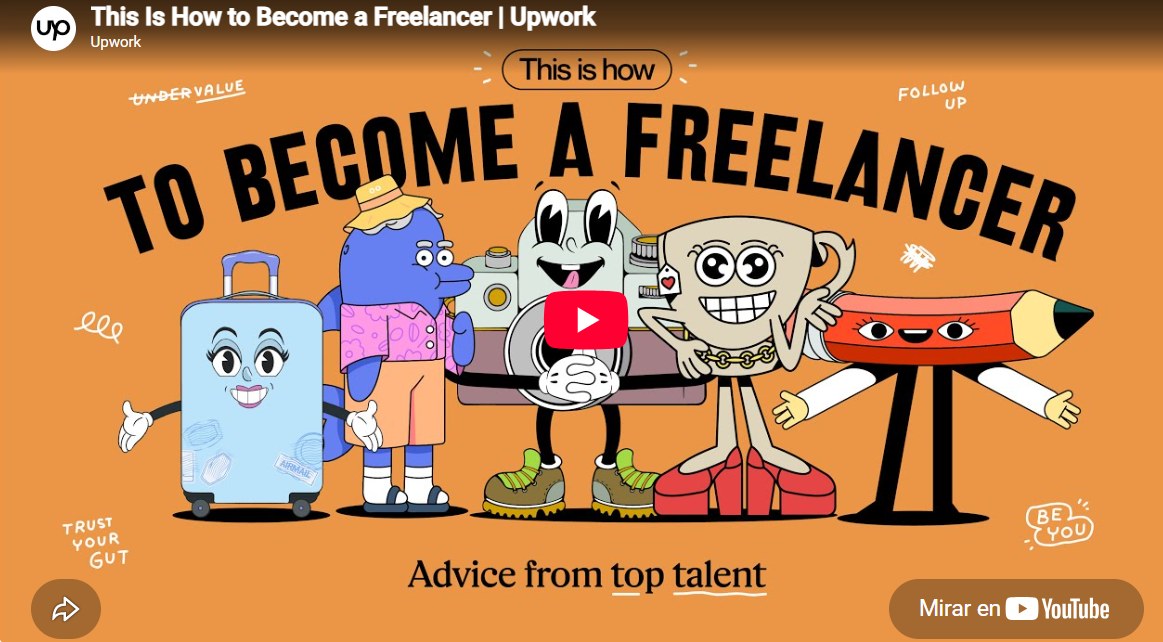 up
This Is How to Become a Freelancer | Upwork
Upwork
This is how
UNDERVALUE
FOLLOW
UP
TO BECOME A FREELANCER
AIRMAIL
TRUST
YOUR
GUT
BE
YOU
Advice from top talent
Mirar en YouTube